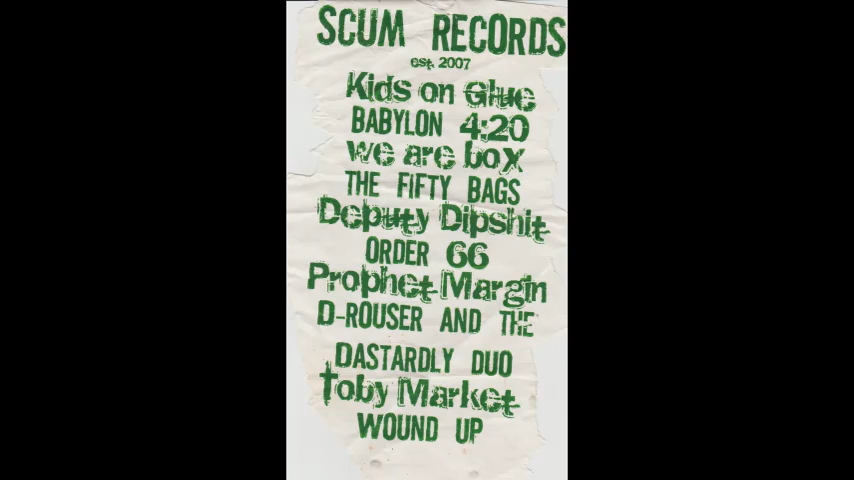 SCUM RECORDS
est. 2007
Kids on Glue
BABYLON 4:20
we are box
THE FIFTY BAGS
Deputy Dipshit
ORDER 66
Prophet Margin
D-ROUSER AND THE
DASTARDLY DUO
Toby Market
WOUND UP